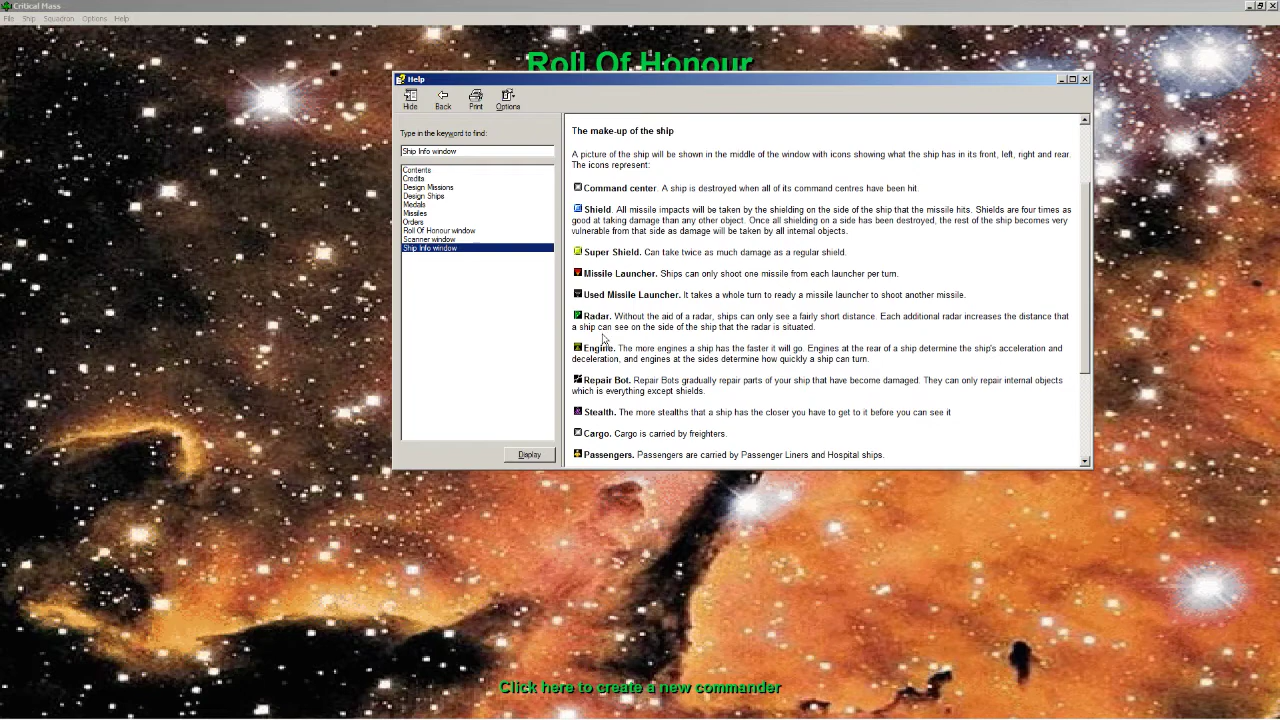 Critical Mass
File Ship Squadron Options Help
Roll Of Honour
Help
Hide Back Print Options
Type in the keyword to find:
Ship Info window
Contents
Credits
Design Missions
Design Ships
Medals
Missiles
Orders
Roll Of Honour window
Scanner window
Ship Info window
Display
The make-up of the ship
A picture of the ship will be shown in the middle of the window with icons showing what the ship has in its front, left, right and rear.
The icons represent:
Command center. A ship is destroyed when all of its command centres have been hit.
Shield. All missile impacts will be taken by the shielding on the side of the ship that the missile hits. Shields are four times as
good at taking damage than any other object. Once all shielding on a side has been destroyed, the rest of the ship becomes very
vulnerable from that side as damage will be taken by all internal objects.
Super Shield. Can take twice as much damage as a regular shield.
Missile Launcher. Ships can only shoot one missile from each launcher per turn.
Used Missile Launcher. It takes a whole turn to ready a missile launcher to shoot another missile.
Radar. Without the aid of a radar, ships can only see a fairly short distance. Each additional radar increases the distance that
a ship can see on the side of the ship that the radar is situated.
Engine. The more engines a ship has the faster it will go. Engines at the rear of a ship determine the ship's acceleration and
deceleration, and engines at the sides determine how quickly a ship can turn.
Repair Bot. Repair Bots gradually repair parts of your ship that have become damaged. They can only repair internal objects
which is everything except shields.
Stealth. The more stealths that a ship has the closer you have to get to it before you can see it
Cargo. Cargo is carried by freighters.
Passengers. Passengers are carried by Passenger Liners and Hospital ships.
Click here to create a new commander